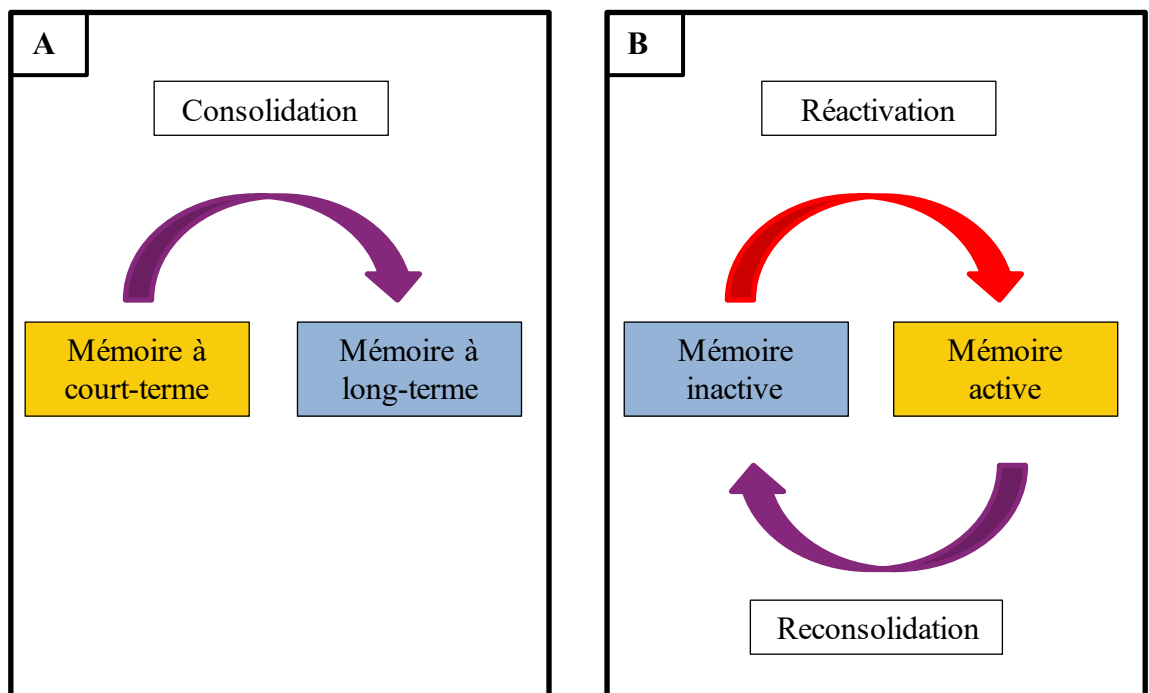 A
Consolidation
Mémoire à
court-terme
Mémoire à
long-terme
B
Réactivation
Mémoire
inactive
Mémoire
active
Reconsolidation